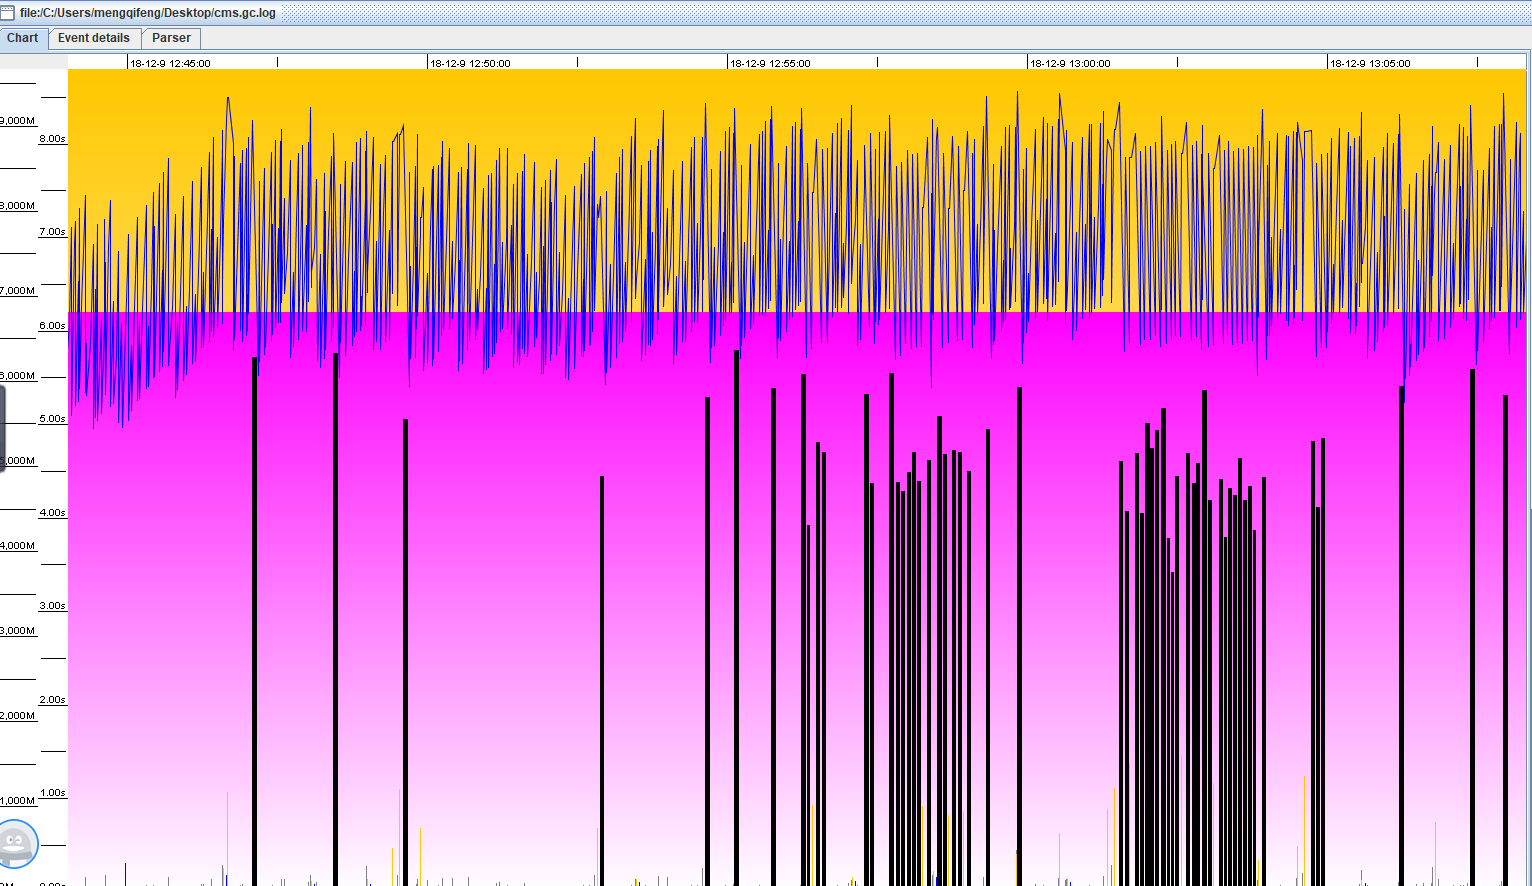 file:/C:/Users/mengqifeng/Desktop/cms.gc.log
Chart
Event details
Parser
18-12-9 12:45:00
18-12-9 12:50:00
18-12-9 12:55:00
18-12-9 13:00:00
18-12-9 13:05:00
9,000M
8.00s
8,000M
7.00s
7,000M
6.00s
6,000M
5.00s
5,000M
4.00s
4,000M
3.00s
3,000M
2.00s
2,000M
1.00s
1,000M